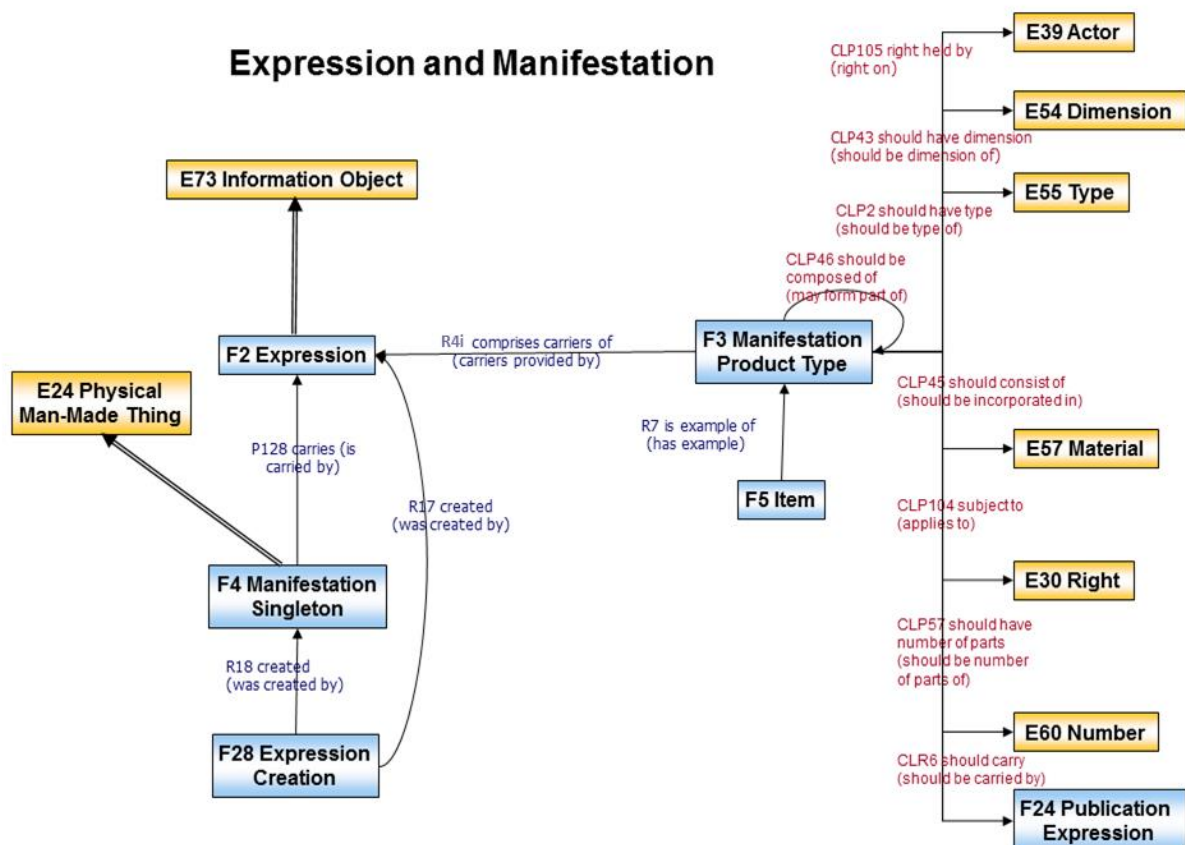 Expression and Manifestation
E39 Actor
CLP105 right held by
(right on)
E54 Dimension
CLP43 should have dimension
(should be dimension of)
E73 Information Object
E55 Type
CLP2 should have type
(should be type of)
CLP46 should be
composed of
(may form part of)
F2 Expression
R4i comprises carriers of
(carriers provided by)
F3 Manifestation
Product Type
E24 Physical
Man-Made Thing
CLP45 should consist of
(should be incorporated in)
P128 carries (is
carried by)
R7 is example of
(has example)
E57 Material
F5 Item
R17 created
(was created by)
CLP104 subject to
(applies to)
F4 Manifestation
Singleton
E30 Right
CLP57 should have
number of parts
(should be number
of parts of)
R18 created
(was created by)
F28 Expression
Creation
E60 Number
CLR6 should carry
(should be carried by)
F24 Publication
Expression